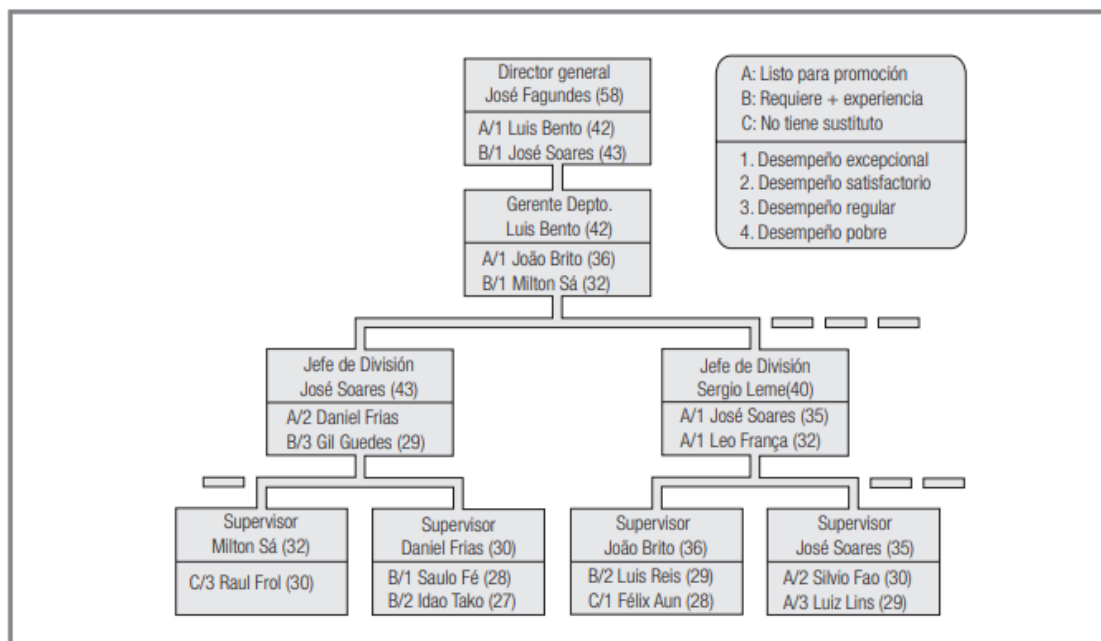 Director general
José Fagundes (58)
A/1 Luis Bento (42)
B/1 José Soares (43)
A: Listo para promoción
B: Requiere + experiencia
C: No tiene sustituto
1. Desempeño excepcional
2. Desempeño satisfactorio
3. Desempeño regular
4. Desempeño pobre
Gerente Depto.
Luis Bento (42)
A/1 João Brito (36)
B/1 Milton Sá (32)
Jefe de División
José Soares (43)
A/2 Daniel Frias
B/3 Gil Guedes (29)
Jefe de División
Sergio Leme(40)
A/1 José Soares (35)
A/1 Leo França (32)
Supervisor
Milton Sá (32)
C/3 Raul Frol (30)
Supervisor
Daniel Frias (30)
B/1 Saulo Fé (28)
B/2 Idao Tako (27)
Supervisor
João Brito (36)
B/2 Luis Reis (29)
C/1 Félix Aun (28)
Supervisor
José Soares (35)
A/2 Silvio Fao (30)
A/3 Luiz Lins (29)